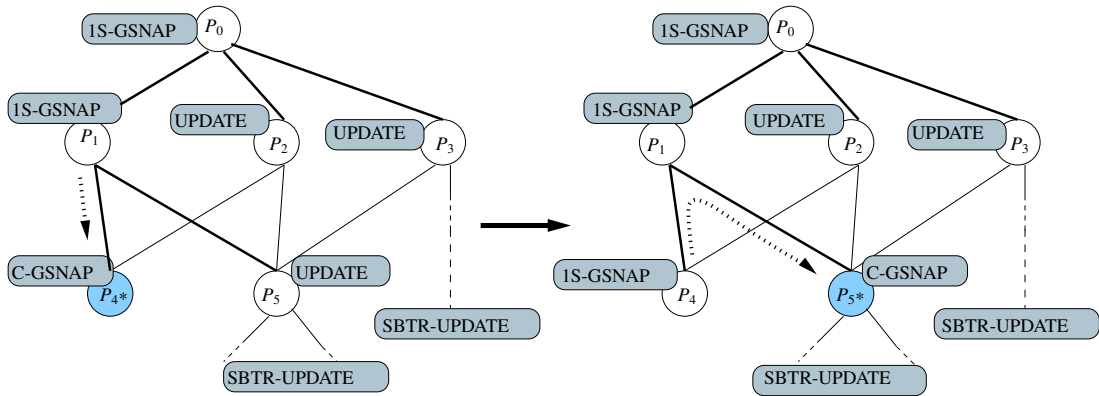 1S-GSNAP P0
1S-GSNAP P1
UPDATE P2
UPDATE P3
C-GSNAP P4*
UPDATE P5
SBTR-UPDATE
SBTR-UPDATE
1S-GSNAP P0
1S-GSNAP P1
UPDATE P2
UPDATE P3
1S-GSNAP P4
C-GSNAP P5*
SBTR-UPDATE
SBTR-UPDATE